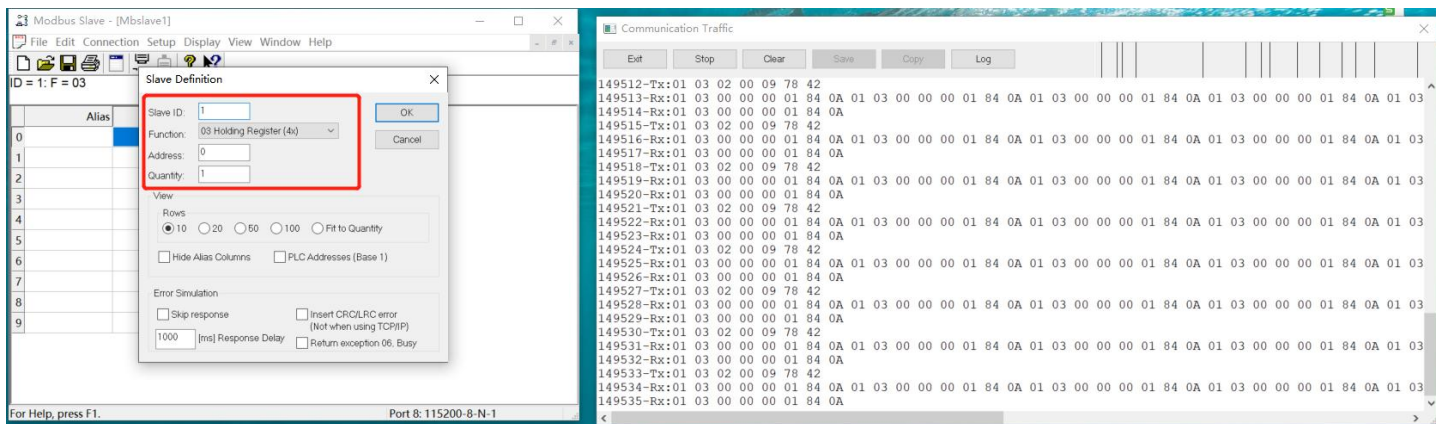 Modbus Slave - [Mbslave1]
File Edit Connection Setup Display View Window Help
ID = 1: F = 03
Alias
0
1
2
3
4
5
6
7
8
9
Slave Definition
Slave ID: 1
OK
Function: 03 Holding Register (4x)
Cancel
Address: 0
Quantity: 1
View
Rows
10 20 50 100 Fit to Quantity
Hide Alias Columns PLC Addresses (Base 1)
Error Simulation
Skip response Insert CRC/LRC error
(Not when using TCP/IP)
1000 [ms] Response Delay Return exception 06, Busy
For Help, press F1. Port 8: 115200-8-N-1
Communication Traffic
Exit Stop Clear Save Copy Log
149512-Tx:01 03 02 00 09 78 42
149513-Rx:01 03 00 00 00 01 84 0A 01 03 00 00 00 01 84 0A 01 03 00 00 00 01 84 0A 01 03 00 00 00 01 84 0A 01 03
149514-Rx:01 03 00 00 00 01 84 0A
149515-Tx:01 03 02 00 09 78 42
149516-Rx:01 03 00 00 00 01 84 0A 01 03 00 00 00 01 84 0A 01 03 00 00 00 01 84 0A 01 03 00 00 00 01 84 0A 01 03
149517-Rx:01 03 00 00 00 01 84 0A
149518-Tx:01 03 02 00 09 78 42
149519-Rx:01 03 00 00 00 01 84 0A 01 03 00 00 00 01 84 0A 01 03 00 00 00 01 84 0A 01 03 00 00 00 01 84 0A 01 03
149520-Rx:01 03 00 00 00 01 84 0A
149521-Tx:01 03 02 00 09 78 42
149522-Rx:01 03 00 00 00 01 84 0A 01 03 00 00 00 01 84 0A 01 03 00 00 00 01 84 0A 01 03 00 00 00 01 84 0A 01 03
149523-Rx:01 03 00 00 00 01 84 0A
149524-Tx:01 03 02 00 09 78 42
149525-Rx:01 03 00 00 00 01 84 0A 01 03 00 00 00 01 84 0A 01 03 00 00 00 01 84 0A 01 03 00 00 00 01 84 0A 01 03
149526-Rx:01 03 00 00 00 01 84 0A
149527-Tx:01 03 02 00 09 78 42
149528-Rx:01 03 00 00 00 01 84 0A 01 03 00 00 00 01 84 0A 01 03 00 00 00 01 84 0A 01 03 00 00 00 01 84 0A 01 03
149529-Rx:01 03 00 00 00 01 84 0A
149530-Tx:01 03 02 00 09 78 42
149531-Rx:01 03 00 00 00 01 84 0A 01 03 00 00 00 01 84 0A 01 03 00 00 00 01 84 0A 01 03 00 00 00 01 84 0A 01 03
149532-Rx:01 03 00 00 00 01 84 0A
149533-Tx:01 03 02 00 09 78 42
149534-Rx:01 03 00 00 00 01 84 0A 01 03 00 00 00 01 84 0A 01 03 00 00 00 01 84 0A 01 03 00 00 00 01 84 0A 01 03
149535-Rx:01 03 00 00 00 01 84 0A